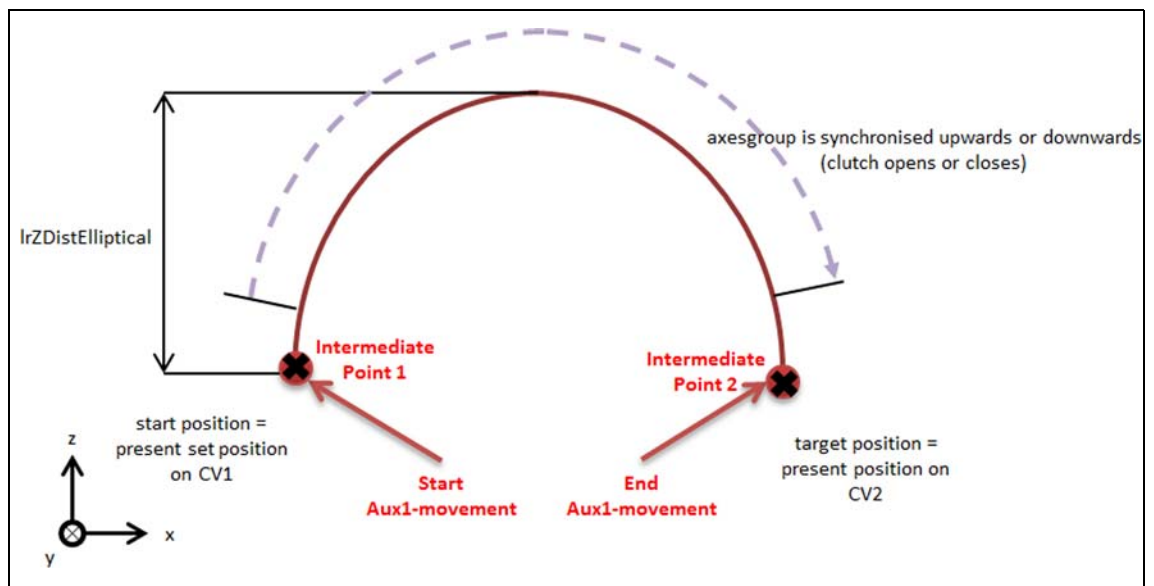 axesgroup is synchronised upwards or downwards
(clutch opens or closes)
lrZDistElliptical
Intermediate
Point 1
Intermediate
Point 2
start position =
present set position
on CV1
target position =
present position on
CV2
Start
Aux1-movement
End
Aux1-movement
z
x
y